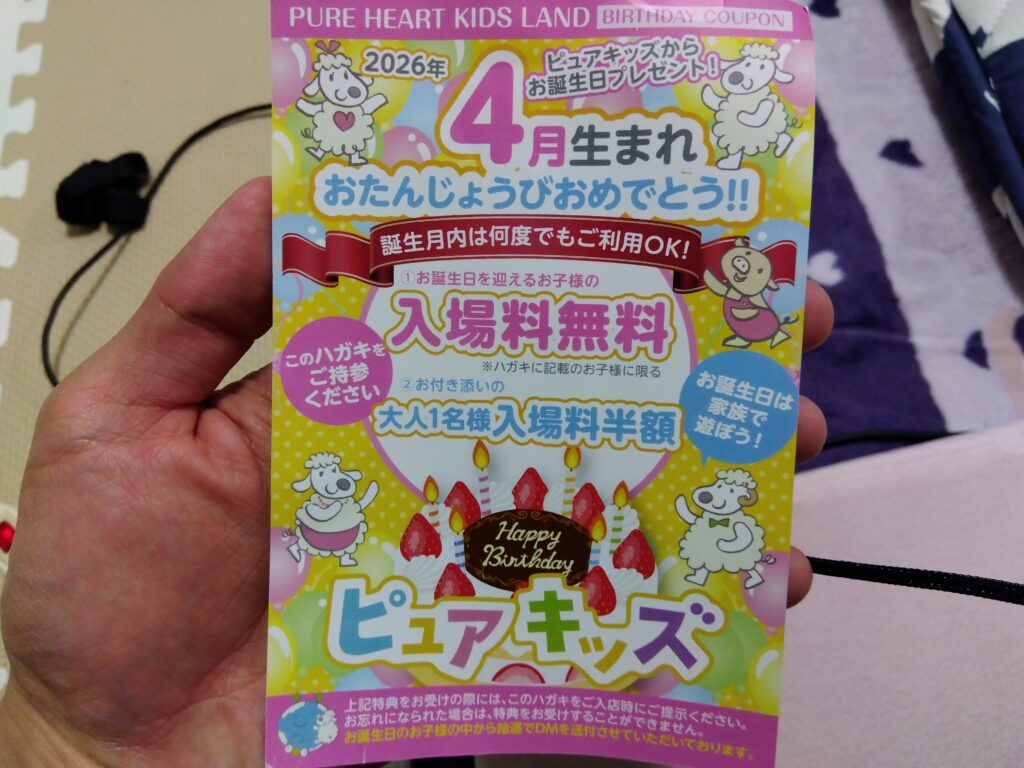 PURE HEART KIDS LAND BIRTHDAY COUPON
2026年
4月生まれ
ピュアキッズから
お誕生日プレゼント!
おたんじょうびおめでとう!!
誕生月内は何度でもご利用OK!
①お誕生日を迎えるお子様の
入場料無料
※ハガキに記載のお子様に限る
このハガキを
ご持参
ください
②お付き添いの
大人1名様入場料半額
お誕生日は
家族で
遊ぼう!
Happy
Birthday
ピュアキッズ
上記特典をお受けの際には、このハガキをご入店時にご提示ください。
お忘れになられた場合は、特典をお受けすることができません。
お誕生日のお子様の中から抽選でDMを送付させていただいております。